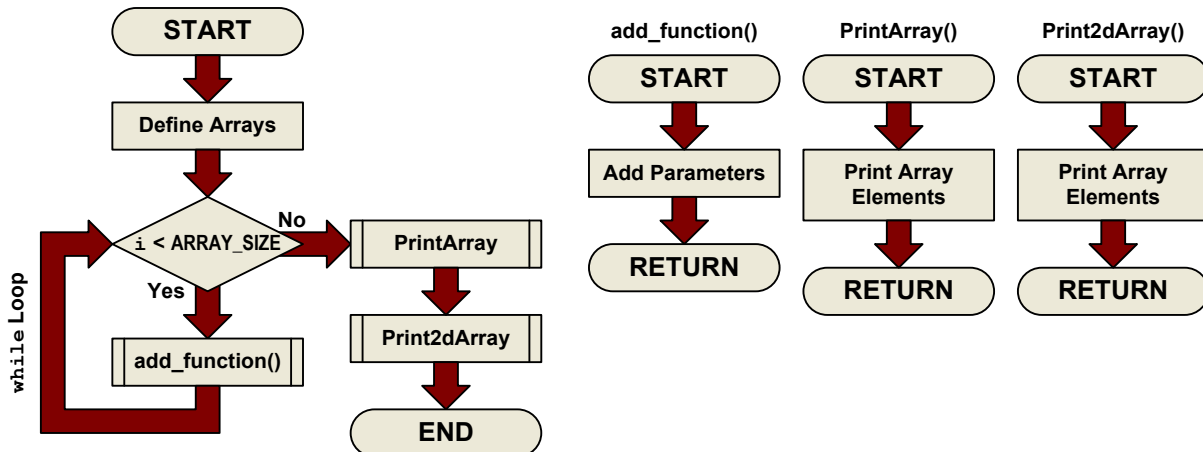 START
Define Arrays
i < ARRAY_SIZE
No
Yes
while Loop
add_function()
PrintArray
Print2dArray
END
add_function()
START
Add Parameters
RETURN
PrintArray()
START
Print Array
Elements
RETURN
Print2dArray()
START
Print Array
Elements
RETURN